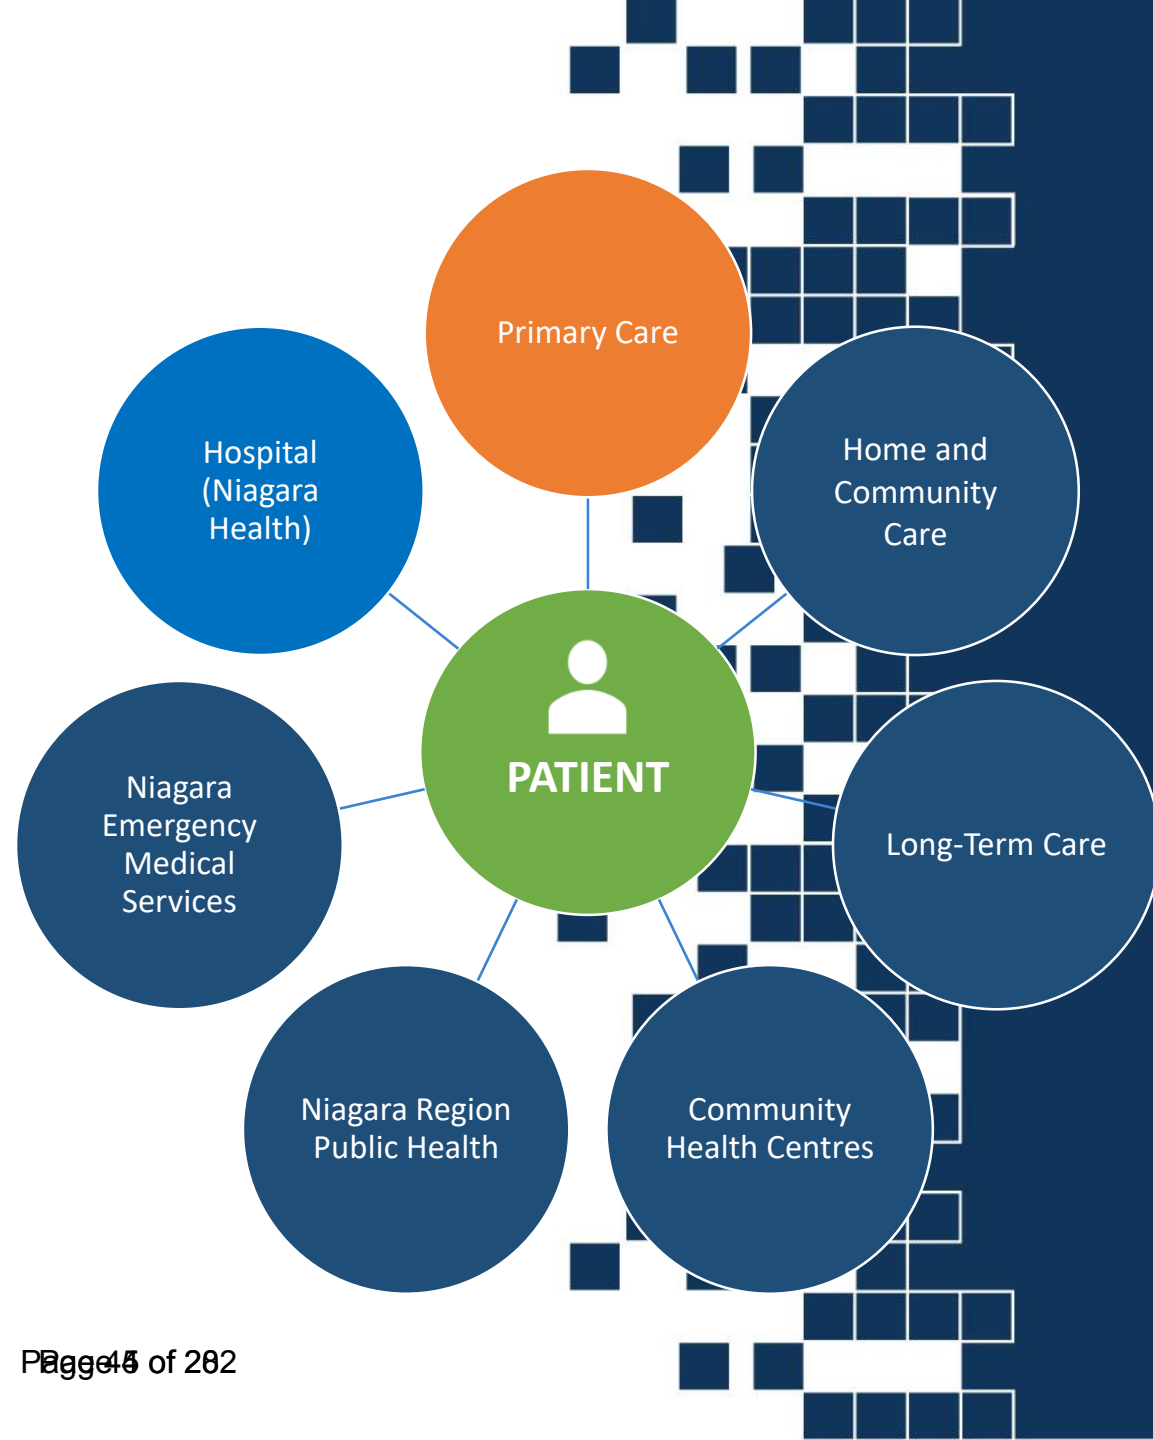 Primary Care
Hospital
(Niagara
Health)
Home and
Community
Care
PATIENT
Niagara
Emergency
Medical
Services
Long-Term Care
Niagara Region
Public Health
Community
Health Centres
of